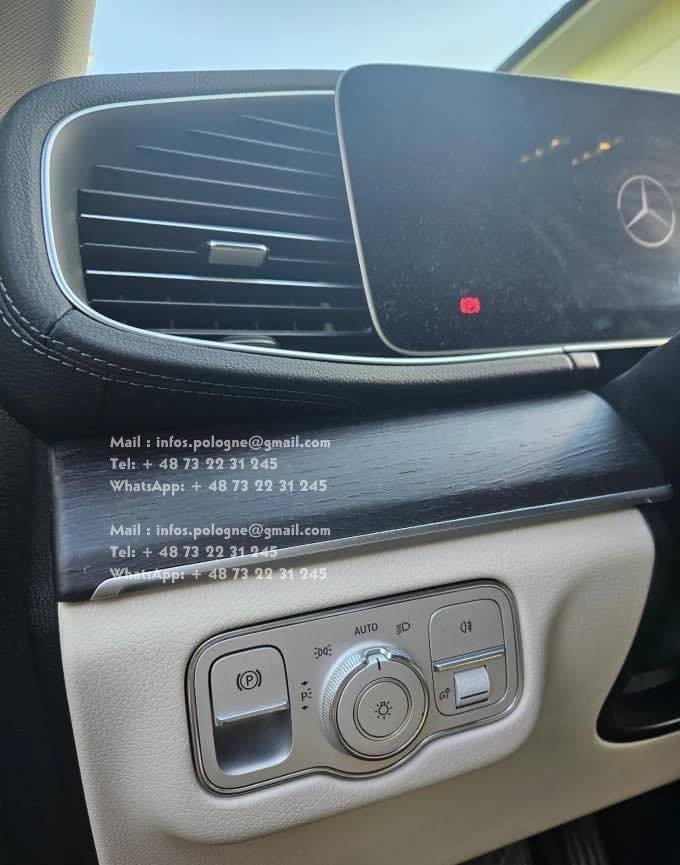 Mail : infos.pologne@gmail.com
Tel: + 48 73 22 31 245
WhatsApp: + 48 73 22 31 245
Mail : infos.pologne@gmail.com
Tel: + 48 73 22 31 245
WhatsApp: + 48 73 22 31 245
AUTO
P
P